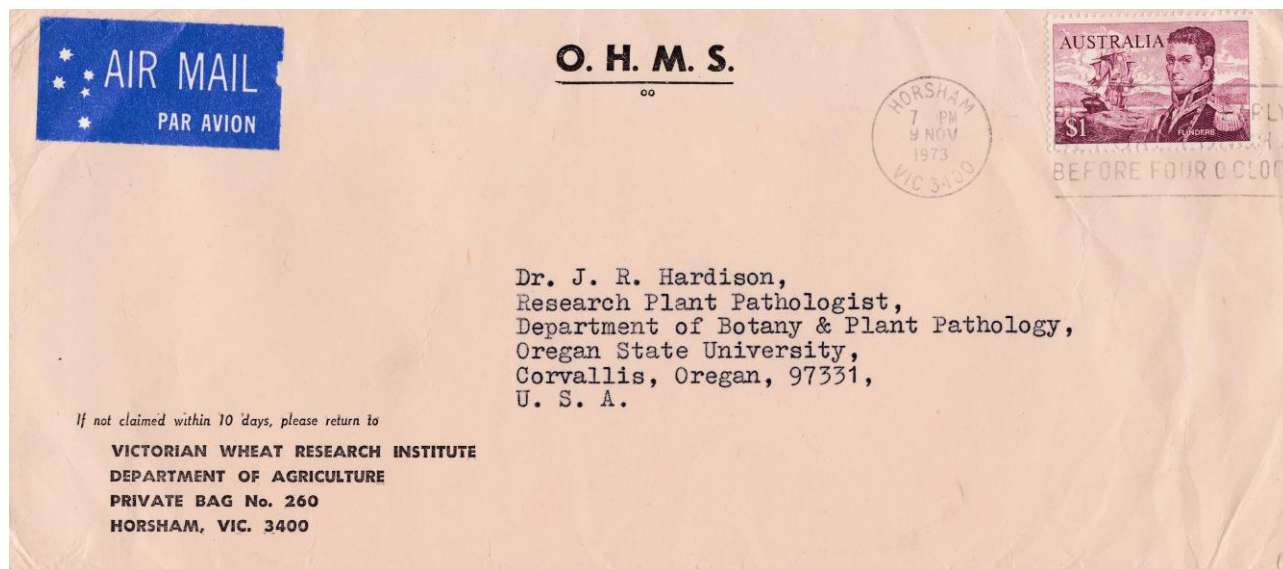 AIR MAIL
PAR AVION
O. H. M. S.
HORSHAM
7 PM
9 NOV
1973
VIC 3400
AUSTRALIA
$1
FLINDERS
BEFORE FOUR O'CLOC
Dr. J. R. Hardison,
Research Plant Pathologist,
Department of Botany & Plant Pathology,
Oregan State University,
Corvallis, Oregan, 97331,
U. S. A.
If not claimed within 10 days, please return to
VICTORIAN WHEAT RESEARCH INSTITUTE
DEPARTMENT OF AGRICULTURE
PRIVATE BAG No. 260
HORSHAM, VIC. 3400